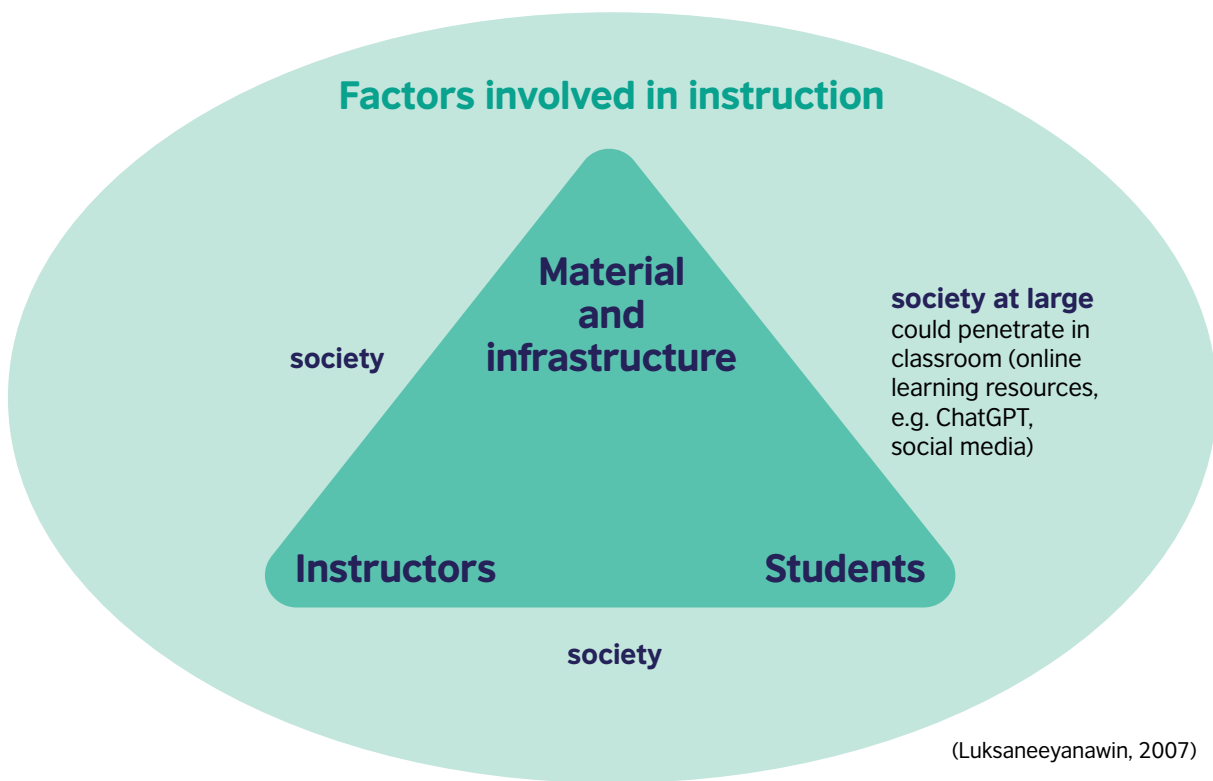 Factors involved in instruction
Material
and
infrastructure
society
society at large
could penetrate in
classroom (online
learning resources,
e.g. ChatGPT,
social media)
Instructors
Students
society
(Luksaneeyanawin, 2007)